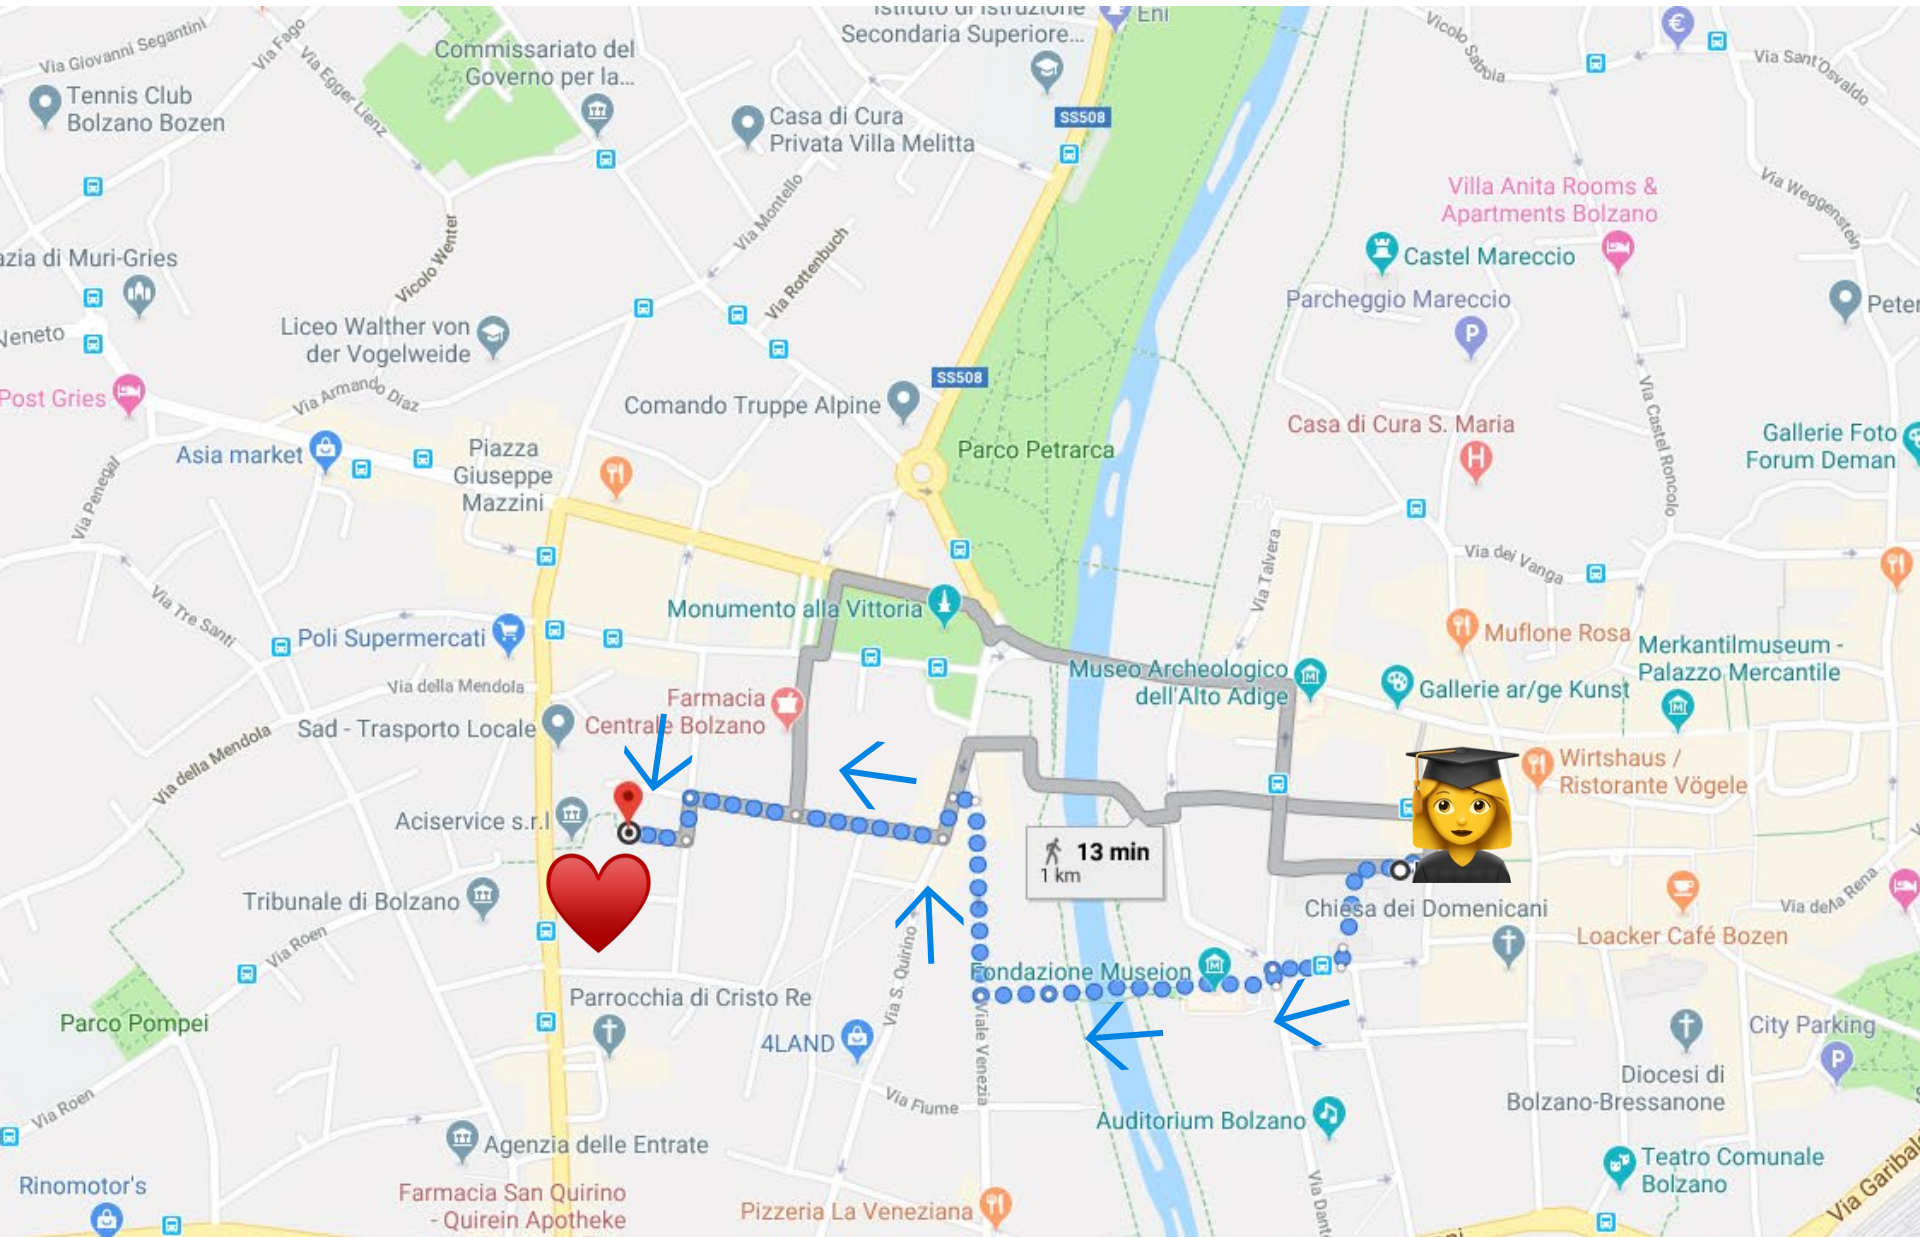 Istituto di Istruzione
Secondaria Superiore...
Eni
€
Via Giovanni Segantini
Via Fago
Via Egger Lienz
Commissariato del
Governo per la...
Vicolo Sabbia
Via Sant'Osvaldo
Tennis Club
Bolzano Bozen
Casa di Cura
Privata Villa Melitta
SS508
Via Weggenstein
Villa Anita Rooms &
Apartments Bolzano
Via Montello
Via Rottenbuch
Vicolo Wenter
azia di Muri-Gries
Castel Mareccio
Parcheggio Mareccio
P
Peter
Liceo Walther von
der Vogelweide
Veneto
SS508
Post Gries
Via Armando Diaz
Comando Truppe Alpine
Via Castel Roncolo
Casa di Cura S. Maria
H
Gallerie Foto
Forum Deman
Asia market
Piazza
Giuseppe
Mazzini
Parco Petrarca
Via Penegal
Via dei Vanga
Via Talvera
Via Tre Santi
Monumento alla Vittoria
Poli Supermercati
Muflone Rosa
Merkantilmuseum -
Palazzo Mercantile
Museo Archeologico
dell'Alto Adige
Gallerie ar/ge Kunst
Via della Mendola
Farmacia
Centrale Bolzano
Sad - Trasporto Locale
Via della Mendola
Wirtshaus /
Ristorante Vögele
Aciservice s.r.l
13 min
1 km
Tribunale di Bolzano
Chiesa dei Domenicani
Via della Rena
Via Roen
Loacker Café Bozen
Via S. Quirino
Fondazione Museion
Parrocchia di Cristo Re
Parco Pompei
4LAND
Viale Venezia
City Parking
P
Diocesi di
Bolzano-Bressanone
Via Roen
Via Fiume
Auditorium Bolzano
Agenzia delle Entrate
Teatro Comunale
Bolzano
Rinomotor's
Farmacia San Quirino
- Quirein Apotheke
Pizzeria La Veneziana
Via Dant
Via Garibal